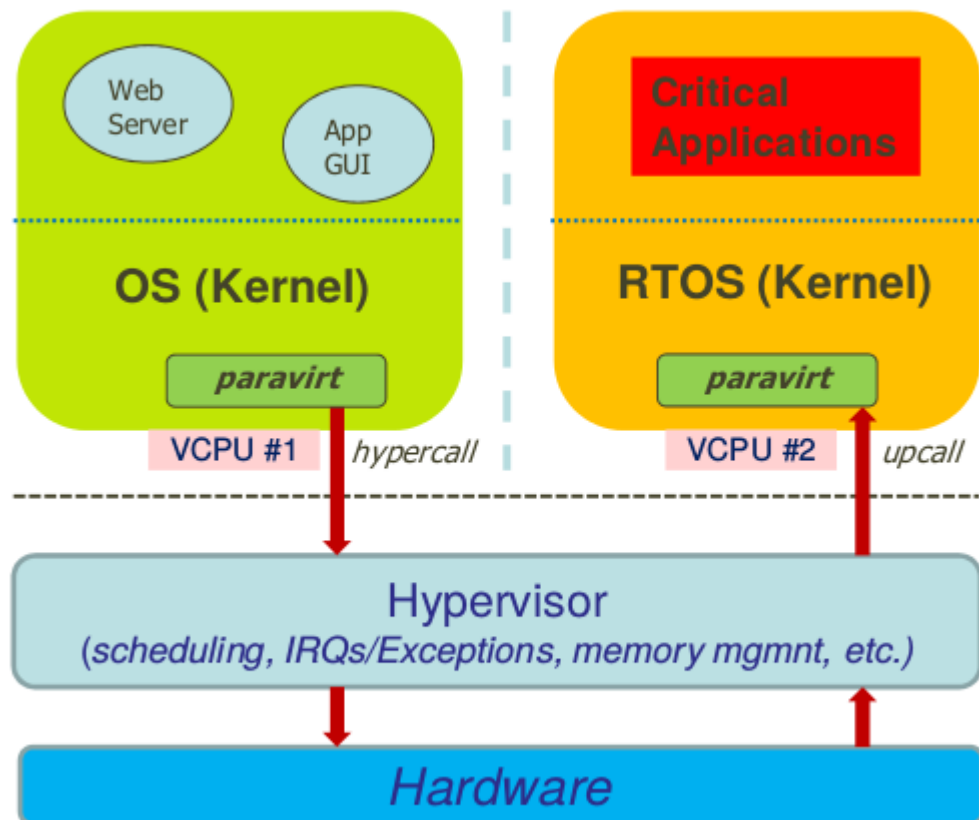 Web
Server
App
GUI
OS (Kernel)
paravirt
VCPU #1
hypercall
Critical
Applications
RTOS (Kernel)
paravirt
VCPU #2
upcall
Hypervisor
(scheduling, IRQs/Exceptions, memory mgmnt, etc.)
Hardware